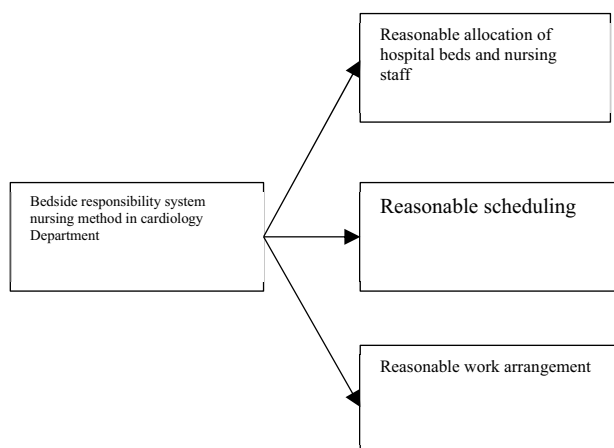 Reasonable allocation of
hospital beds and nursing
staff
Bedside responsibility system
nursing method in cardiology
Department
Reasonable scheduling
Reasonable work arrangement